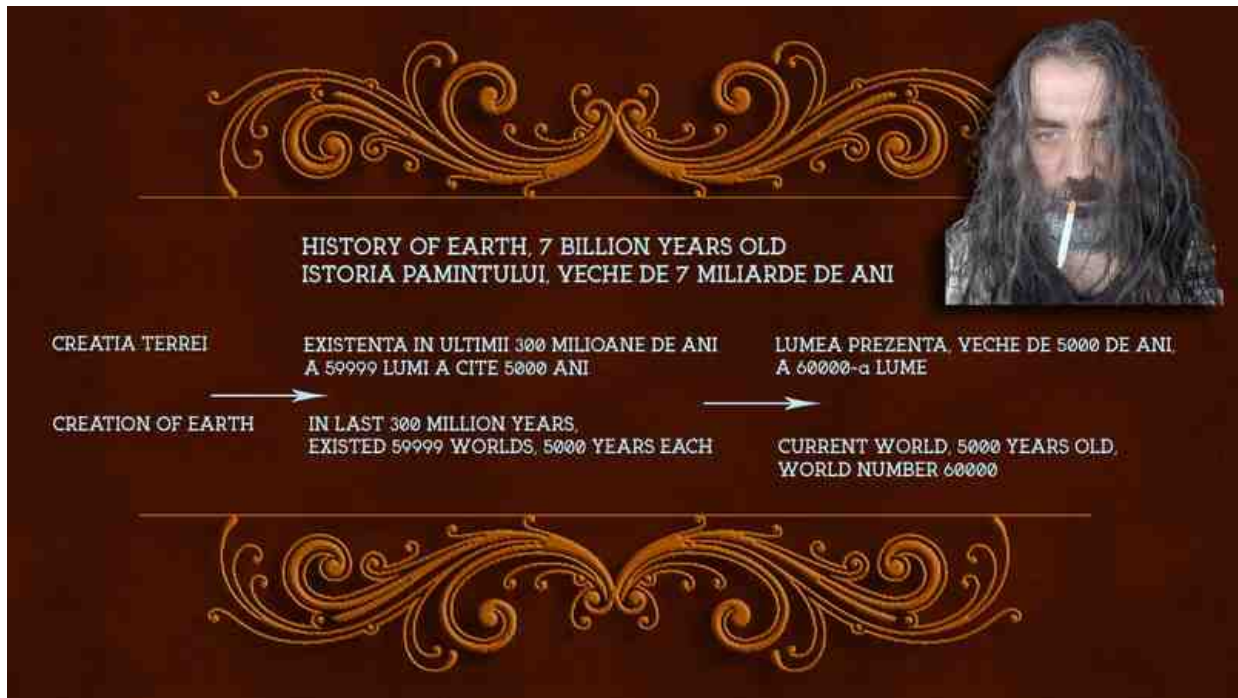 HISTORY OF EARTH, 7 BILLION YEARS OLD
ISTORIA PAMINTULUI, VECHE DE 7 MILIARDE DE ANI
CREATIA TERREI
CREATION OF EARTH
EXISTENTA IN ULTIMII 300 MILIOANE DE ANI
A 59999 LUMI A CITE 5000 ANI
IN LAST 300 MILLION YEARS,
EXISTED 59999 WORLDS, 5000 YEARS EACH
LUMEA PREZENTA, VECHE DE 5000 DE ANI,
A 60000-a LUME
CURRENT WORLD, 5000 YEARS OLD,
WORLD NUMBER 60000